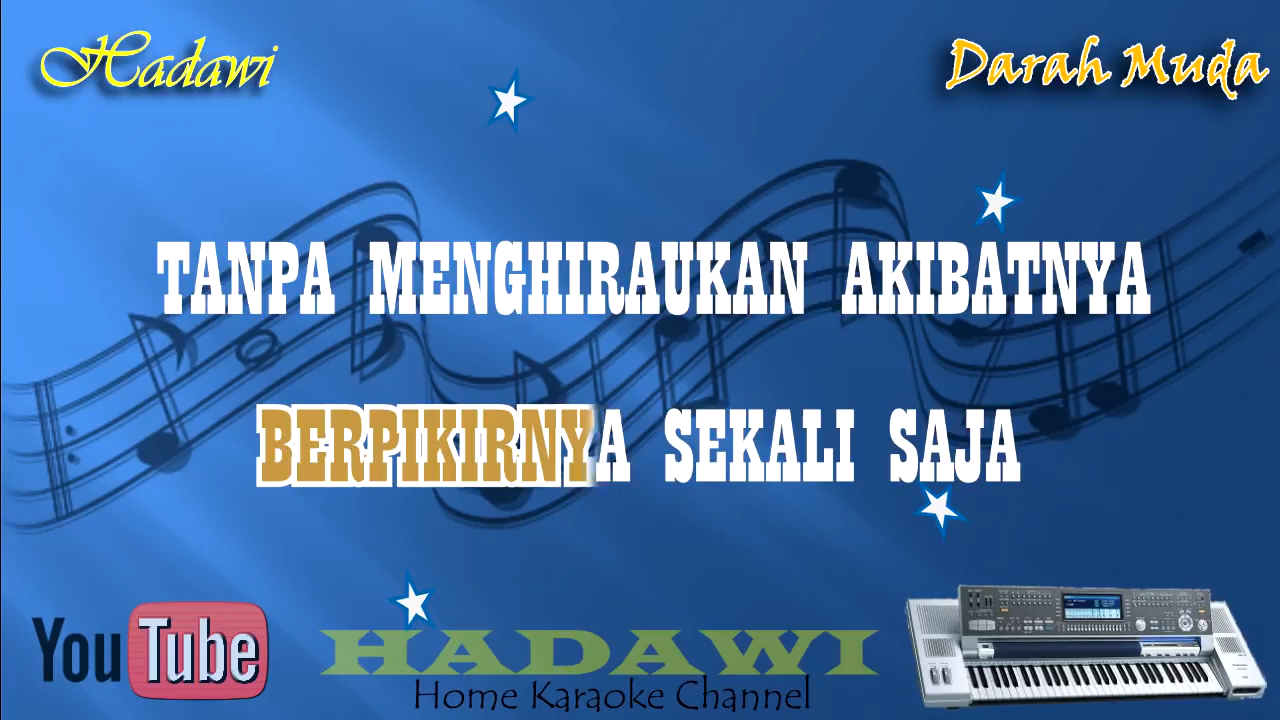 Hadawi
Darah Muda
TANPA MENGHIRAUKAN AKIBATNYA
BERPIKIRNYA SEKALI SAJA
YouTube
HADAWI
Home Karaoke Channel